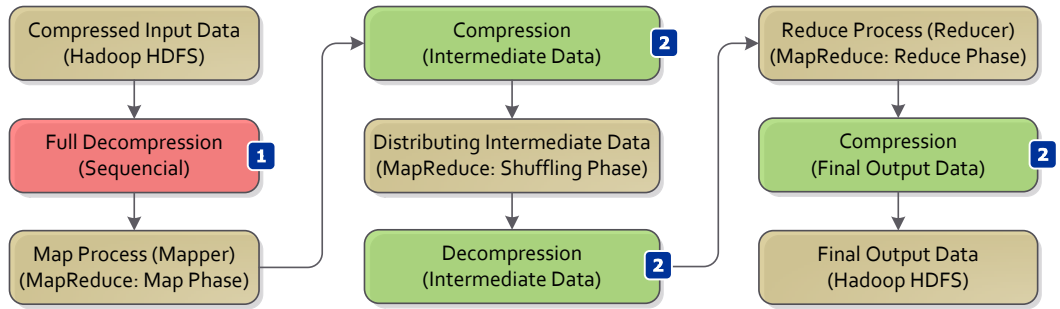 Compressed Input Data
(Hadoop HDFS)
Full Decompression
(Sequencial)
1
Map Process (Mapper)
(MapReduce: Map Phase)
Compression
(Intermediate Data)
2
Distributing Intermediate Data
(MapReduce: Shuffling Phase)
Decompression
(Intermediate Data)
2
Reduce Process (Reducer)
(MapReduce: Reduce Phase)
Compression
(Final Output Data)
2
Final Output Data
(Hadoop HDFS)